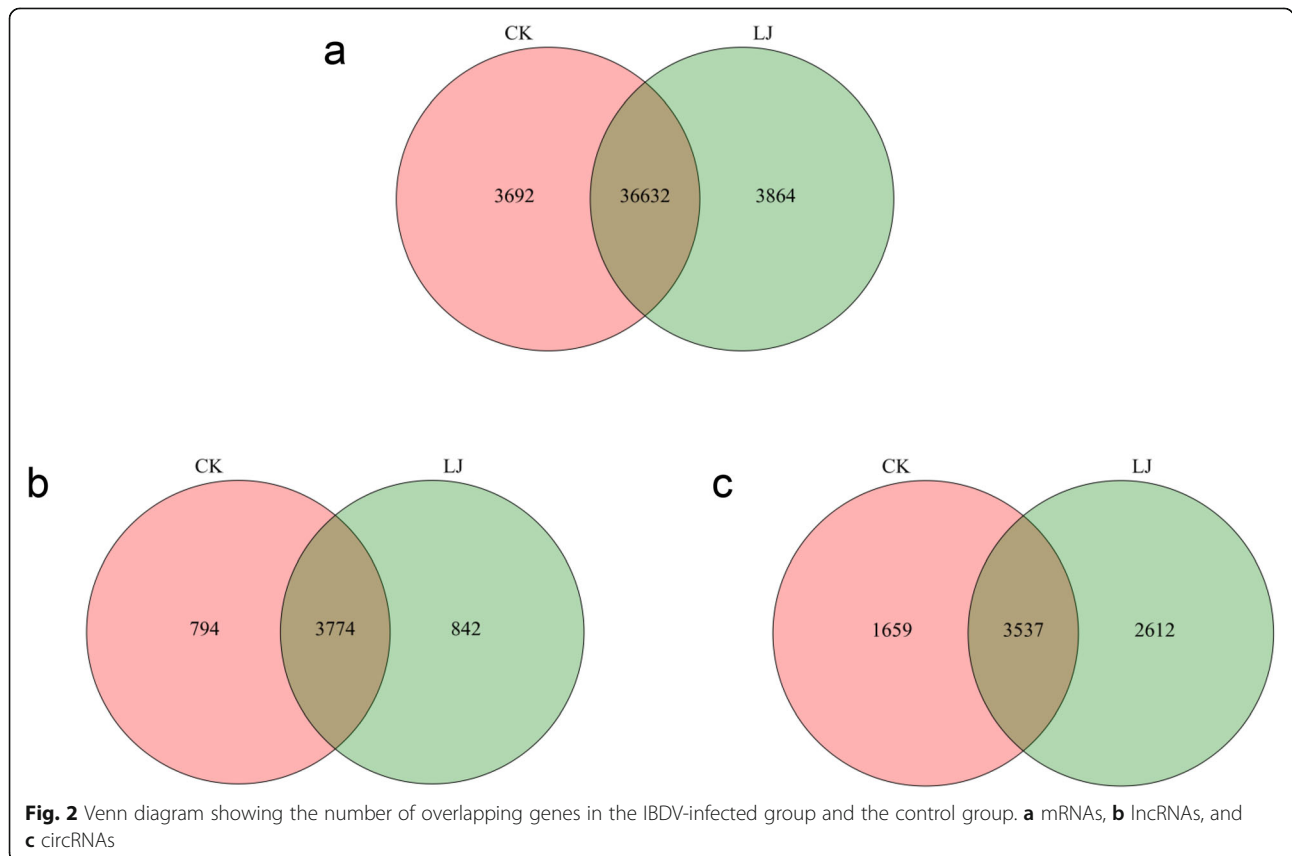 a
CK LJ
3692 36632 3864
b
CK LJ
794 3774 842
c
CK LJ
1659 3537 2612
Fig. 2 Venn diagram showing the number of overlapping genes in the IBDV-infected group and the control group. a mRNAs, b lncRNAs, and
c circRNAs